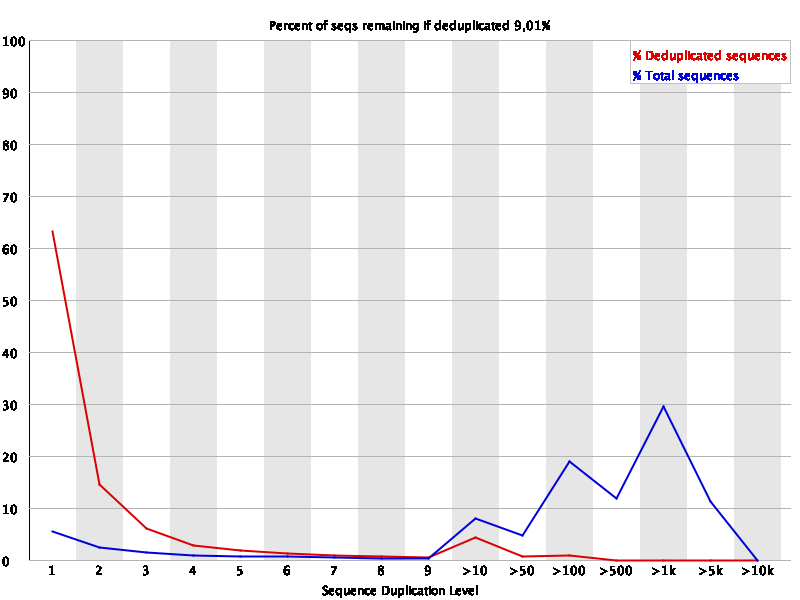 Percent of seqs remaining if deduplicated 9,01%
% Deduplicated sequences
% Total sequences
100
90
80
70
60
50
40
30
20
10
0
1 2 3 4 5 6 7 8 9 >10 >50 >100 >500 >1k >5k >10k
Sequence Duplication Level